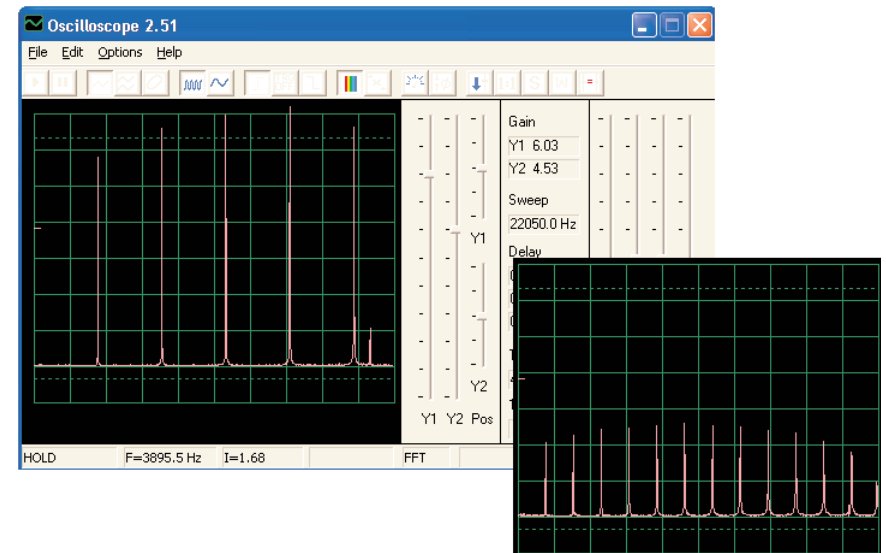 Oscilloscope 2.51
File Edit Options Help
Gain
Y1 6.03
Y2 4.53
Sweep
22050.0 Hz
Y1
Delay
Y2
Y1 Y2 Pos
HOLD F=3895.5 Hz I=1.68 FFT